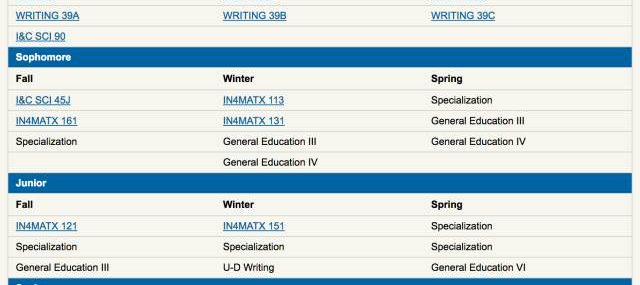 WRITING 39A WRITING 39B WRITING 39C
I&C SCI 90
Sophomore
Fall Winter Spring
I&C SCI 45J IN4MATX 113 Specialization
IN4MATX 161 IN4MATX 131 General Education III
Specialization General Education III General Education IV
General Education IV
Junior
Fall Winter Spring
IN4MATX 121 IN4MATX 151 Specialization
Specialization Specialization Specialization
General Education III U-D Writing General Education VI